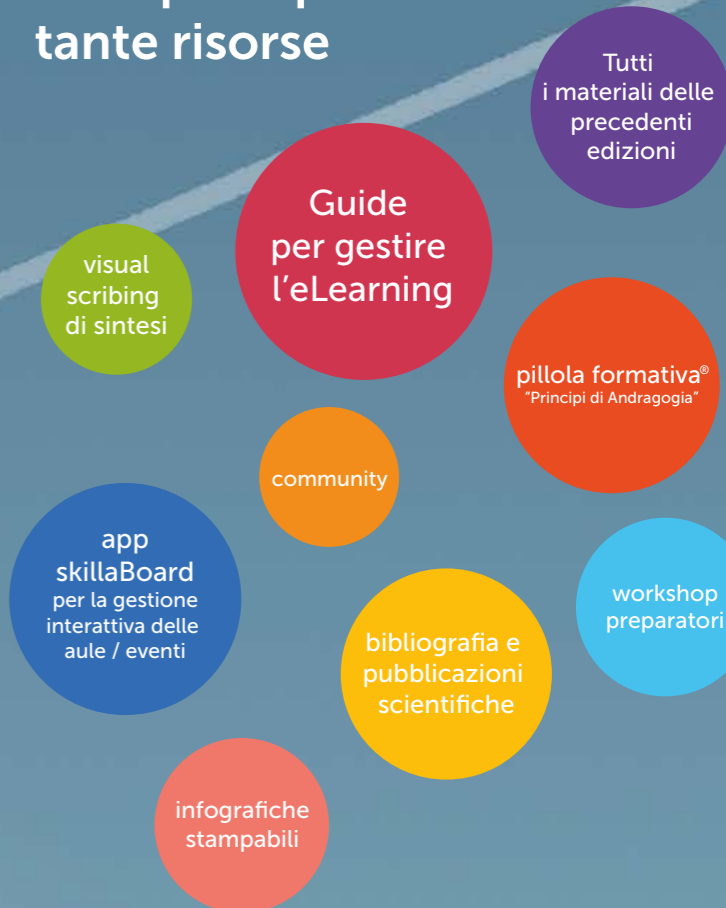 tante risorse
Tutti
i materiali delle
precedenti
edizioni
Guide
per gestire
l’eLearning
visual
scribing
di sintesi
pillola formativa®
“Principi di Andragogia”
community
app
skillaBoard
per la gestione
interattiva delle
aule / eventi
workshop
preparatori
bibliografia e
pubblicazioni
scientifiche
infografiche
stampabili